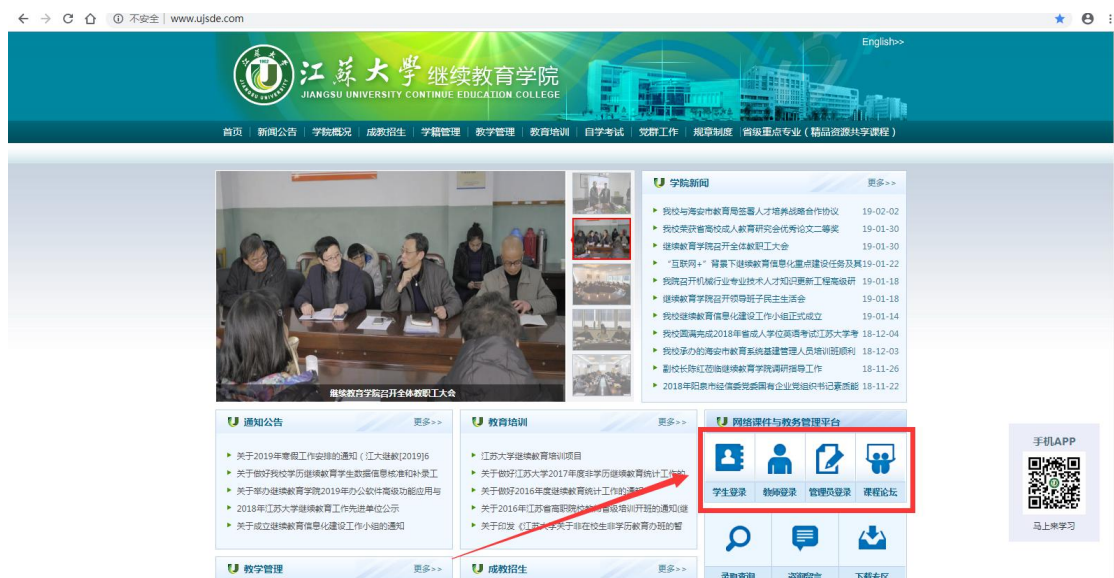 不安全 | www.ujsde.com
English>>
江苏大学 继续教育学院
JIANGSU UNIVERSITY CONTINUE EDUCATION COLLEGE
首页 | 新闻公告 | 学院概况 | 成教招生 | 学籍管理 | 教学管理 | 教育培训 | 自学考试 | 党群工作 | 规章制度 | 省级重点专业（精品资源共享课程）
学院新闻 更多>>
我校与海安市教育局签署人才培养战略合作协议 19-02-02
我校荣获省高校成人教育研究会优秀论文二等奖 19-01-30
继续教育学院召开全体教职工大会 19-01-30
“互联网+”背景下继续教育信息化重点建设任务及其 19-01-22
我院召开机械行业专业技术人才知识更新工程高级研 19-01-18
继续教育学院召开领导班子民主生活会 19-01-18
我校继续教育信息化建设工作小组正式成立 19-01-14
我校圆满完成2018年省成人学位英语考试江苏大学考 18-12-04
我校承办的海安市教育系统基建管理人员培训班顺利 18-12-03
副校长陈红莅临继续教育学院调研指导工作 18-11-26
2018年阳泉市经信委党委国有企业党组织书记素质能 18-11-22
继续教育学院召开全体教职工大会
通知公告 更多>>
关于2019年寒假工作安排的通知（江大继教[2019]6
关于做好我校学历继续教育学生数据信息核准和补录工
关于举办继续教育学院2019年办公软件高级功能应用与
2018年江苏大学继续教育工作先进单位公示
关于成立继续教育信息化建设工作小组的通知
教育培训 更多>>
江苏大学继续教育培训项目
关于做好江苏大学2017年度非学历继续教育统计工作的
关于做好2016年度继续教育统计工作的通知
关于2016年江苏省高职院校教师省级培训开班的通知(继
关于印发《江苏大学关于非在校生非学历教育办班的暂
网络课件与教务管理平台
学生登录 教师登录 管理员登录 课程论坛
录取查询 咨询留言 下载专区
手机APP
马上来学习
教学管理 更多>>
成教招生 更多>>